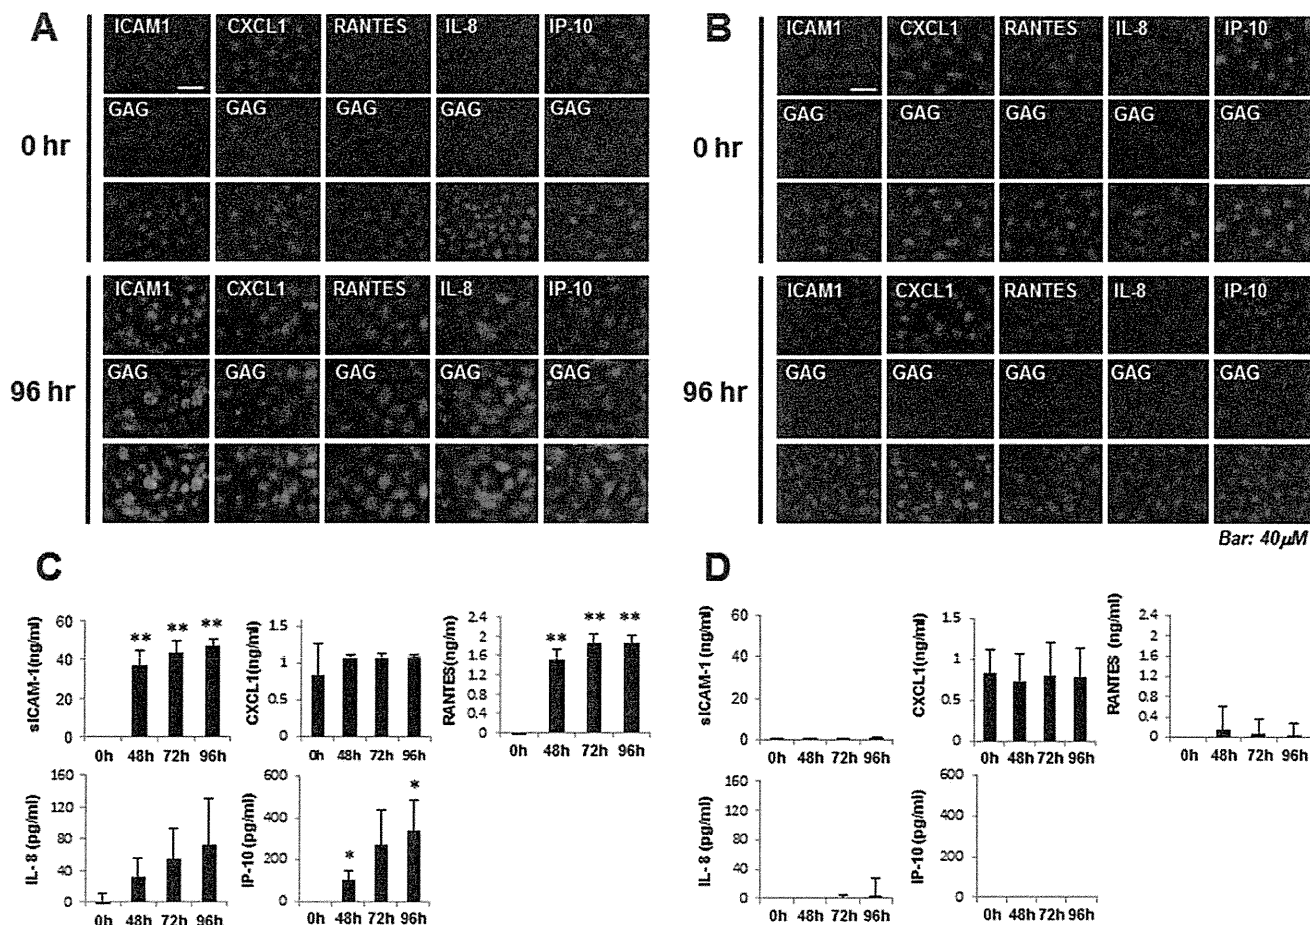 A
ICAM1 CXCL1 RANTES IL-8 IP-10
GAG GAG GAG GAG GAG
0 hr
ICAM1 CXCL1 RANTES IL-8 IP-10
GAG GAG GAG GAG GAG
96 hr
B
ICAM1 CXCL1 RANTES IL-8 IP-10
GAG GAG GAG GAG GAG
0 hr
ICAM1 CXCL1 RANTES IL-8 IP-10
GAG GAG GAG GAG GAG
96 hr
Bar: 40µM
C
sICAM-1(ng/ml)
60
40
20
0
** ** **
0h 48h 72h 96h
CXCL1(ng/ml)
1.5
1
0.5
0
0h 48h 72h 96h
RANTES(ng/m)
2.4
2
1.6
1.2
0.8
0.4
0
** ** **
0h 48h 72h 96h
IL-8 (pg/ml)
160
120
80
40
0
0h 48h 72h 96h
IP-10 (pg/ml)
600
400
200
0
* *
0h 48h 72h 96h
D
sICAM-1 (ng/ml)
60
50
40
30
20
10
0
0h 48h 72h 96h
CXCL1(ng/ml)
1.5
1
0.5
0
0h 48h 72h 96h
RANTES (ng/ml)
2.4
2
1.6
1.2
0.8
0.4
0
0h 48h 72h 96h
IL-8 (pg/ml)
160
120
80
40
0
0h 48h 72h 96h
IP-10 (pg/ml)
600
400
200
0
0h 48h 72h 96h